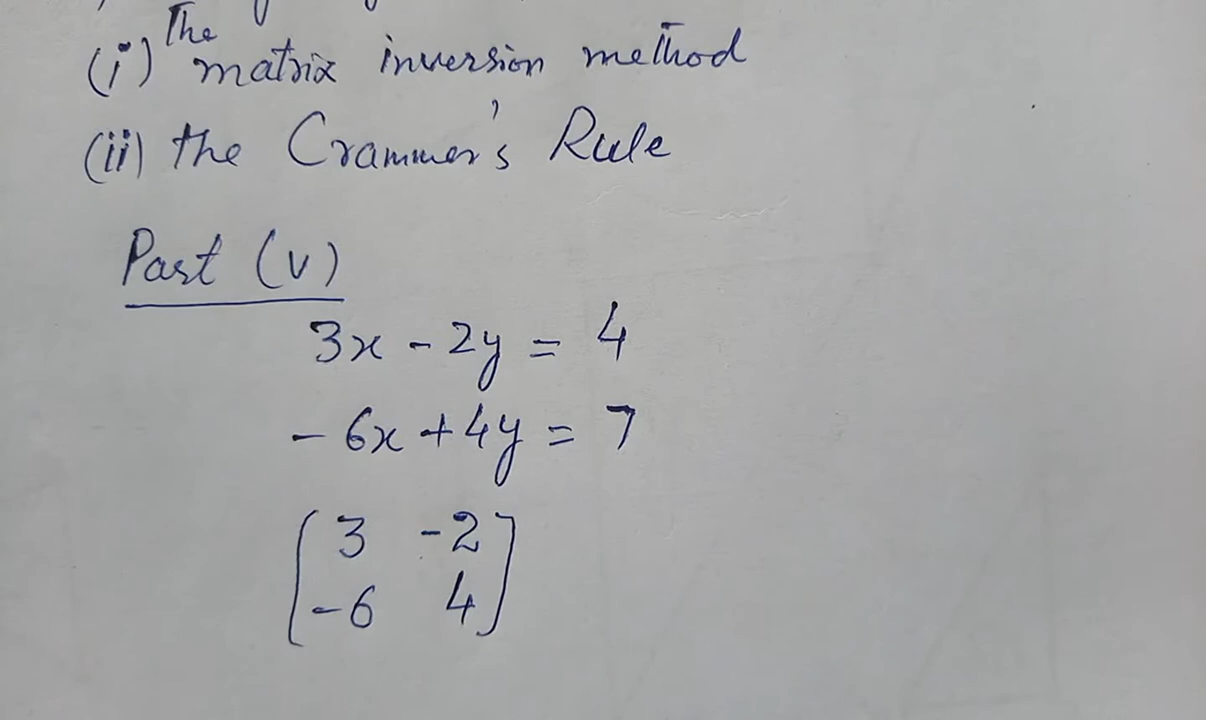 (i) The matrix inversion method
(ii) the Crammer's Rule
Part (v)
3x - 2y = 4
- 6x + 4y = 7
3 -2
-6 4